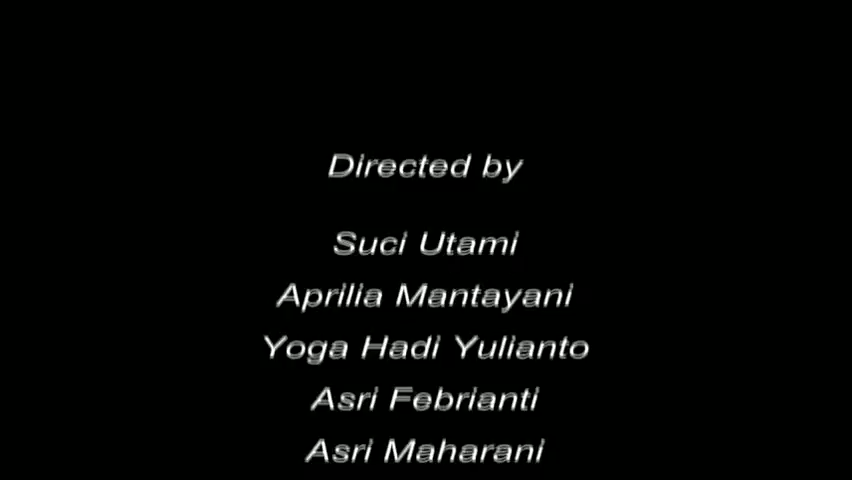 Directed by
Suci Utami
Aprilia Mantayani
Yoga Hadi Yulianto
Asri Febrianti
Asri Maharani